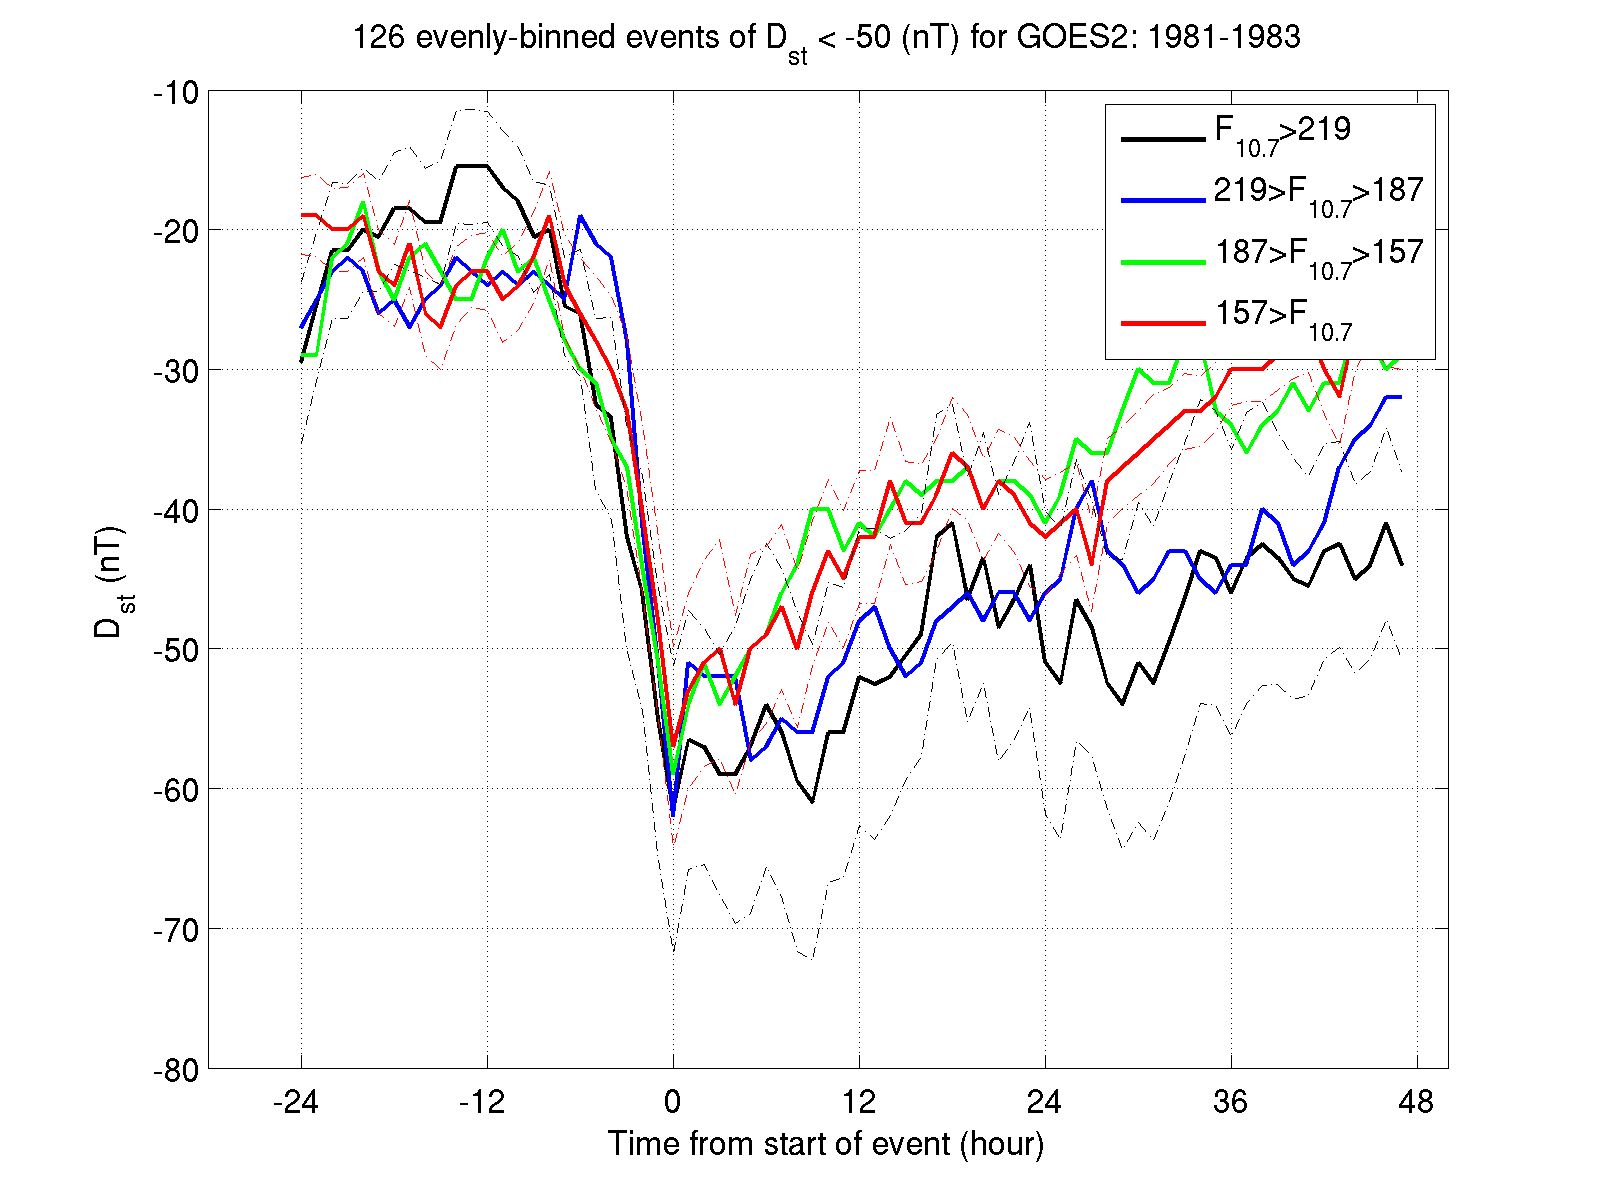 126 evenly-binned events of Dst < -50 (nT) for GOES2: 1981-1983
-10
-20
-30
-40
-50
-60
-70
-80
Dst (nT)
F10.7>219
219>F10.7>187
187>F10.7>157
157>F10.7
-24 -12 0 12 24 36 48
Time from start of event (hour)